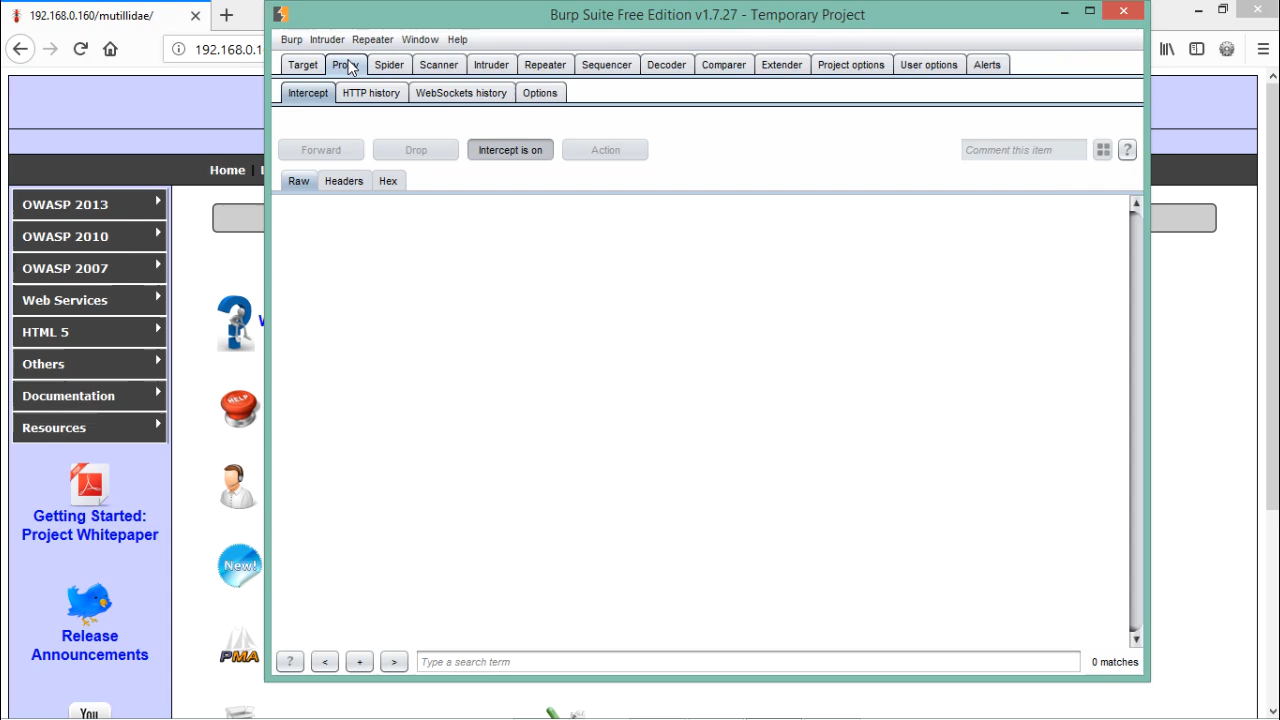 192.168.0.160/mutillidae/
Burp Suite Free Edition v1.7.27 - Temporary Project
192.168.0.1
Burp Intruder Repeater Window Help
Target Spider Scanner Intruder Repeater Sequencer Decoder Comparer Extender Project options User options Alerts
Intercept HTTP history WebSockets history Options
Forward Drop Intercept is on Action Comment this item ?
Raw Headers Hex
Home
OWASP 2013
OWASP 2010
OWASP 2007
Web Services
HTML 5
Others
Documentation
Resources
HELP
Getting Started:
Project Whitepaper
New!
Release
Announcements
PMA
You
? < + > Type a search term 0 matches